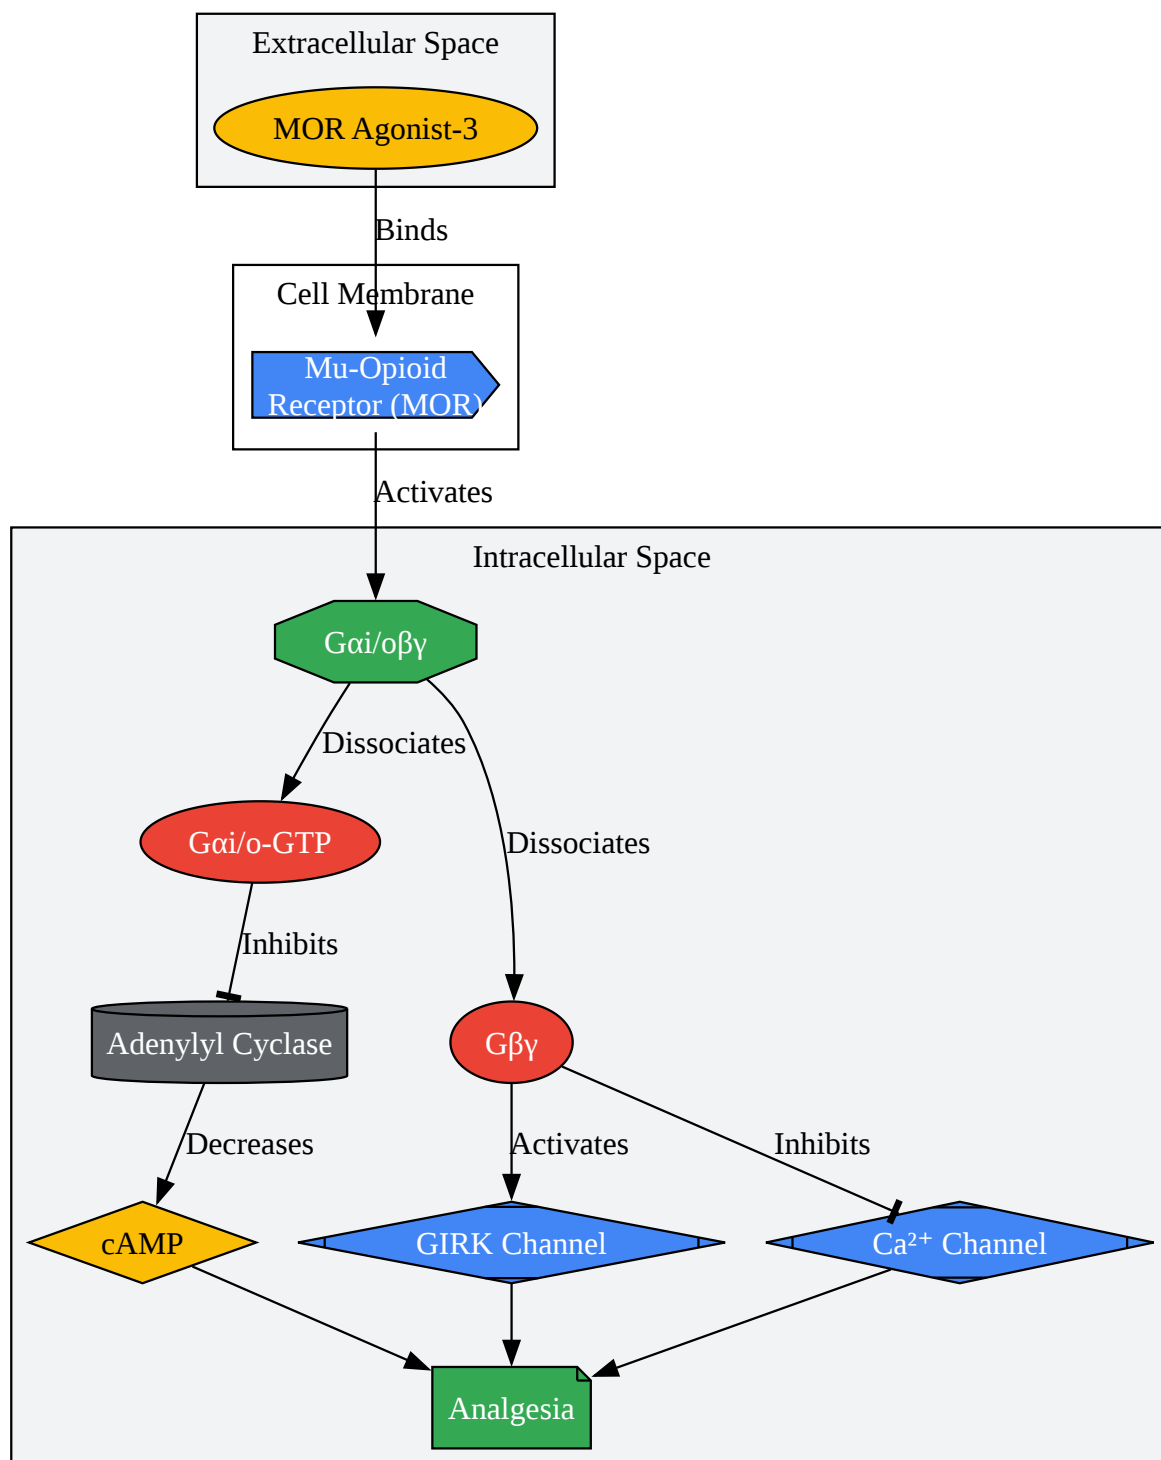 Extracellular Space
MOR Agonist-3
Binds
Cell Membrane
Mu-Opioid
Receptor (MOR)
Activates
Intracellular Space
Gαi/oβγ
Dissociates
Gαi/o-GTP
Dissociates
Inhibits
Adenylyl Cyclase
Gβγ
Decreases
Activates
Inhibits
cAMP
GIRK Channel
Ca²⁺ Channel
Analgesia